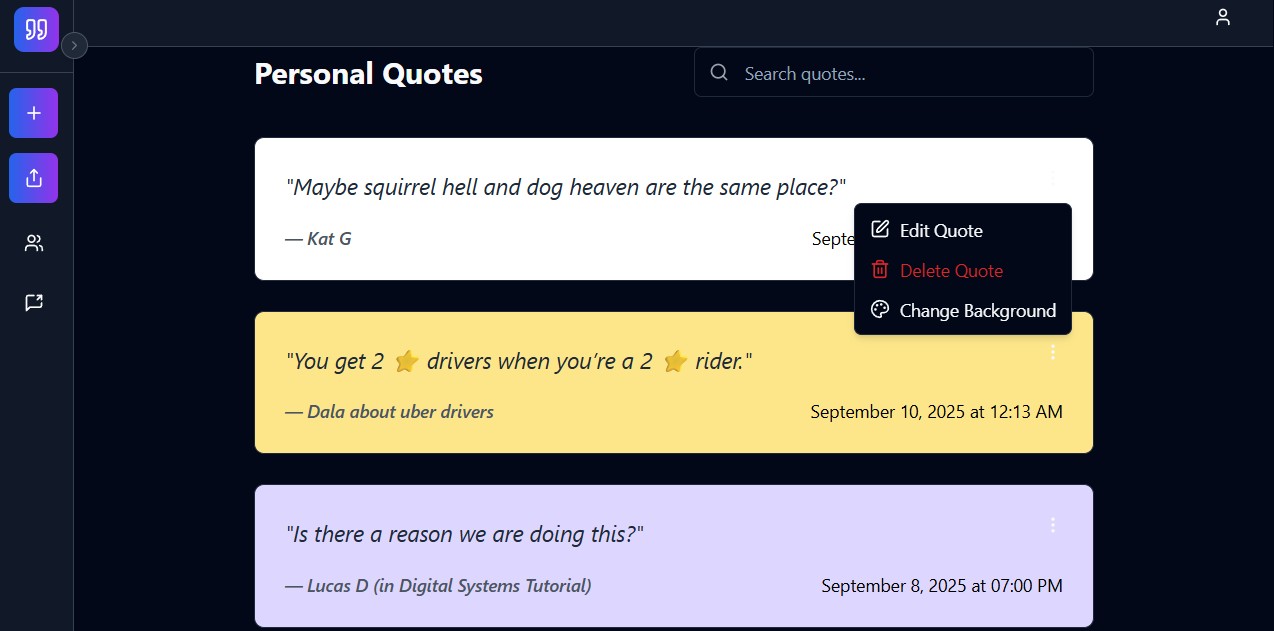 Personal Quotes
Search quotes...
"Maybe squirrel hell and dog heaven are the same place?"
— Kat G
Edit Quote
Delete Quote
Change Background
"You get 2 ⭐ drivers when you’re a 2 ⭐ rider."
— Dala about uber drivers
September 10, 2025 at 12:13 AM
"Is there a reason we are doing this?"
— Lucas D (in Digital Systems Tutorial)
September 8, 2025 at 07:00 PM